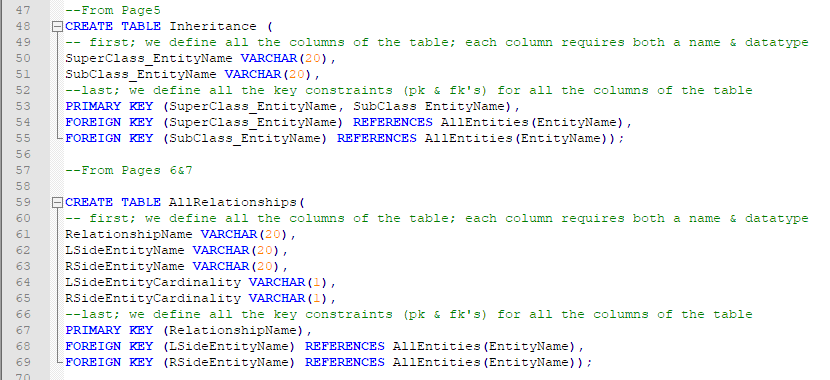 47 --From Page5
48 CREATE TABLE Inheritance (
49 -- first; we define all the columns of the table; each column requires both a name & datatype
50 SuperClass_EntityName VARCHAR(20),
51 SubClass_EntityName VARCHAR(20),
52 --last; we define all the key constraints (pk & fk's) for all the columns of the table
53 PRIMARY KEY (SuperClass_EntityName, SubClass EntityName),
54 FOREIGN KEY (SuperClass_EntityName) REFERENCES AllEntities(EntityName),
55 FOREIGN KEY (SubClass_EntityName) REFERENCES AllEntities(EntityName));
56
57 --From Pages 6&7
58
59 CREATE TABLE AllRelationships(
60 -- first; we define all the columns of the table; each column requires both a name & datatype
61 RelationshipName VARCHAR(20),
62 LSideEntityName VARCHAR(20),
63 RSideEntityName VARCHAR(20),
64 LSideEntityCardinality VARCHAR(1),
65 RSideEntityCardinality VARCHAR(1),
66 --last; we define all the key constraints (pk & fk's) for all the columns of the table
67 PRIMARY KEY (RelationshipName),
68 FOREIGN KEY (LSideEntityName) REFERENCES AllEntities(EntityName),
69 FOREIGN KEY (RSideEntityName) REFERENCES AllEntities(EntityName));
70